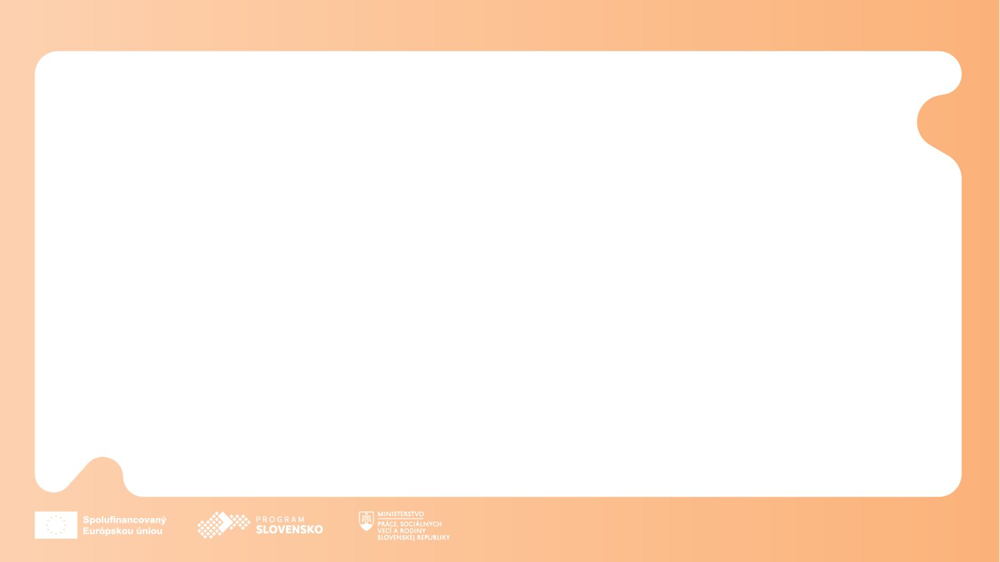 Spolufinancovaný
Európskou úniou
PROGRAM
SLOVENSKO
MINISTERSTVO
PRÁCE, SOCIÁLNYCH
VECÍ A RODINY
SLOVENSKEJ REPUBLIKY